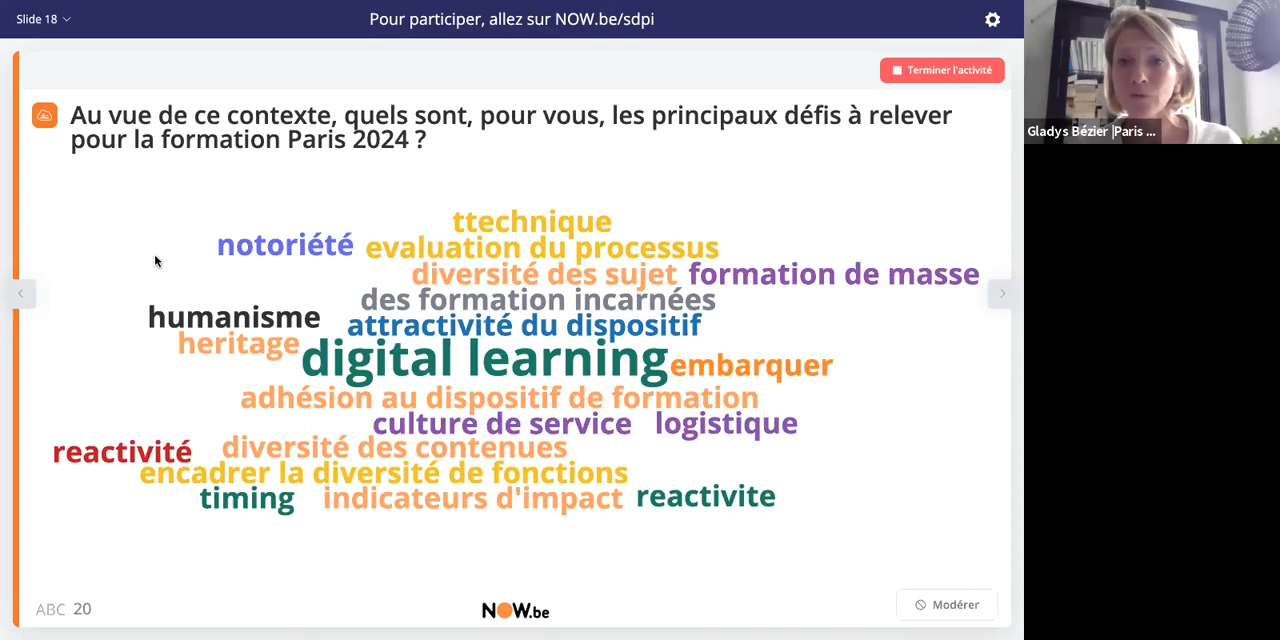 Slide 18
Pour participer, allez sur NOW.be/sdpi
Terminer l'activité
Au vue de ce contexte, quels sont, pour vous, les principaux défis à relever
pour la formation Paris 2024 ?
Gladys Bézier |Paris ...
ttechnique
notoriété
evaluation du processus
diversité des sujet
formation de masse
des formation incarnées
humanisme
attractivité du dispositif
heritage
digital learning
embarquer
adhésion au dispositif de formation
culture de service
logistique
reactivité
diversité des contenues
encadrer la diversité de fonctions
timing
indicateurs d'impact
reactivite
ABC 20
NOW.be
Modérer